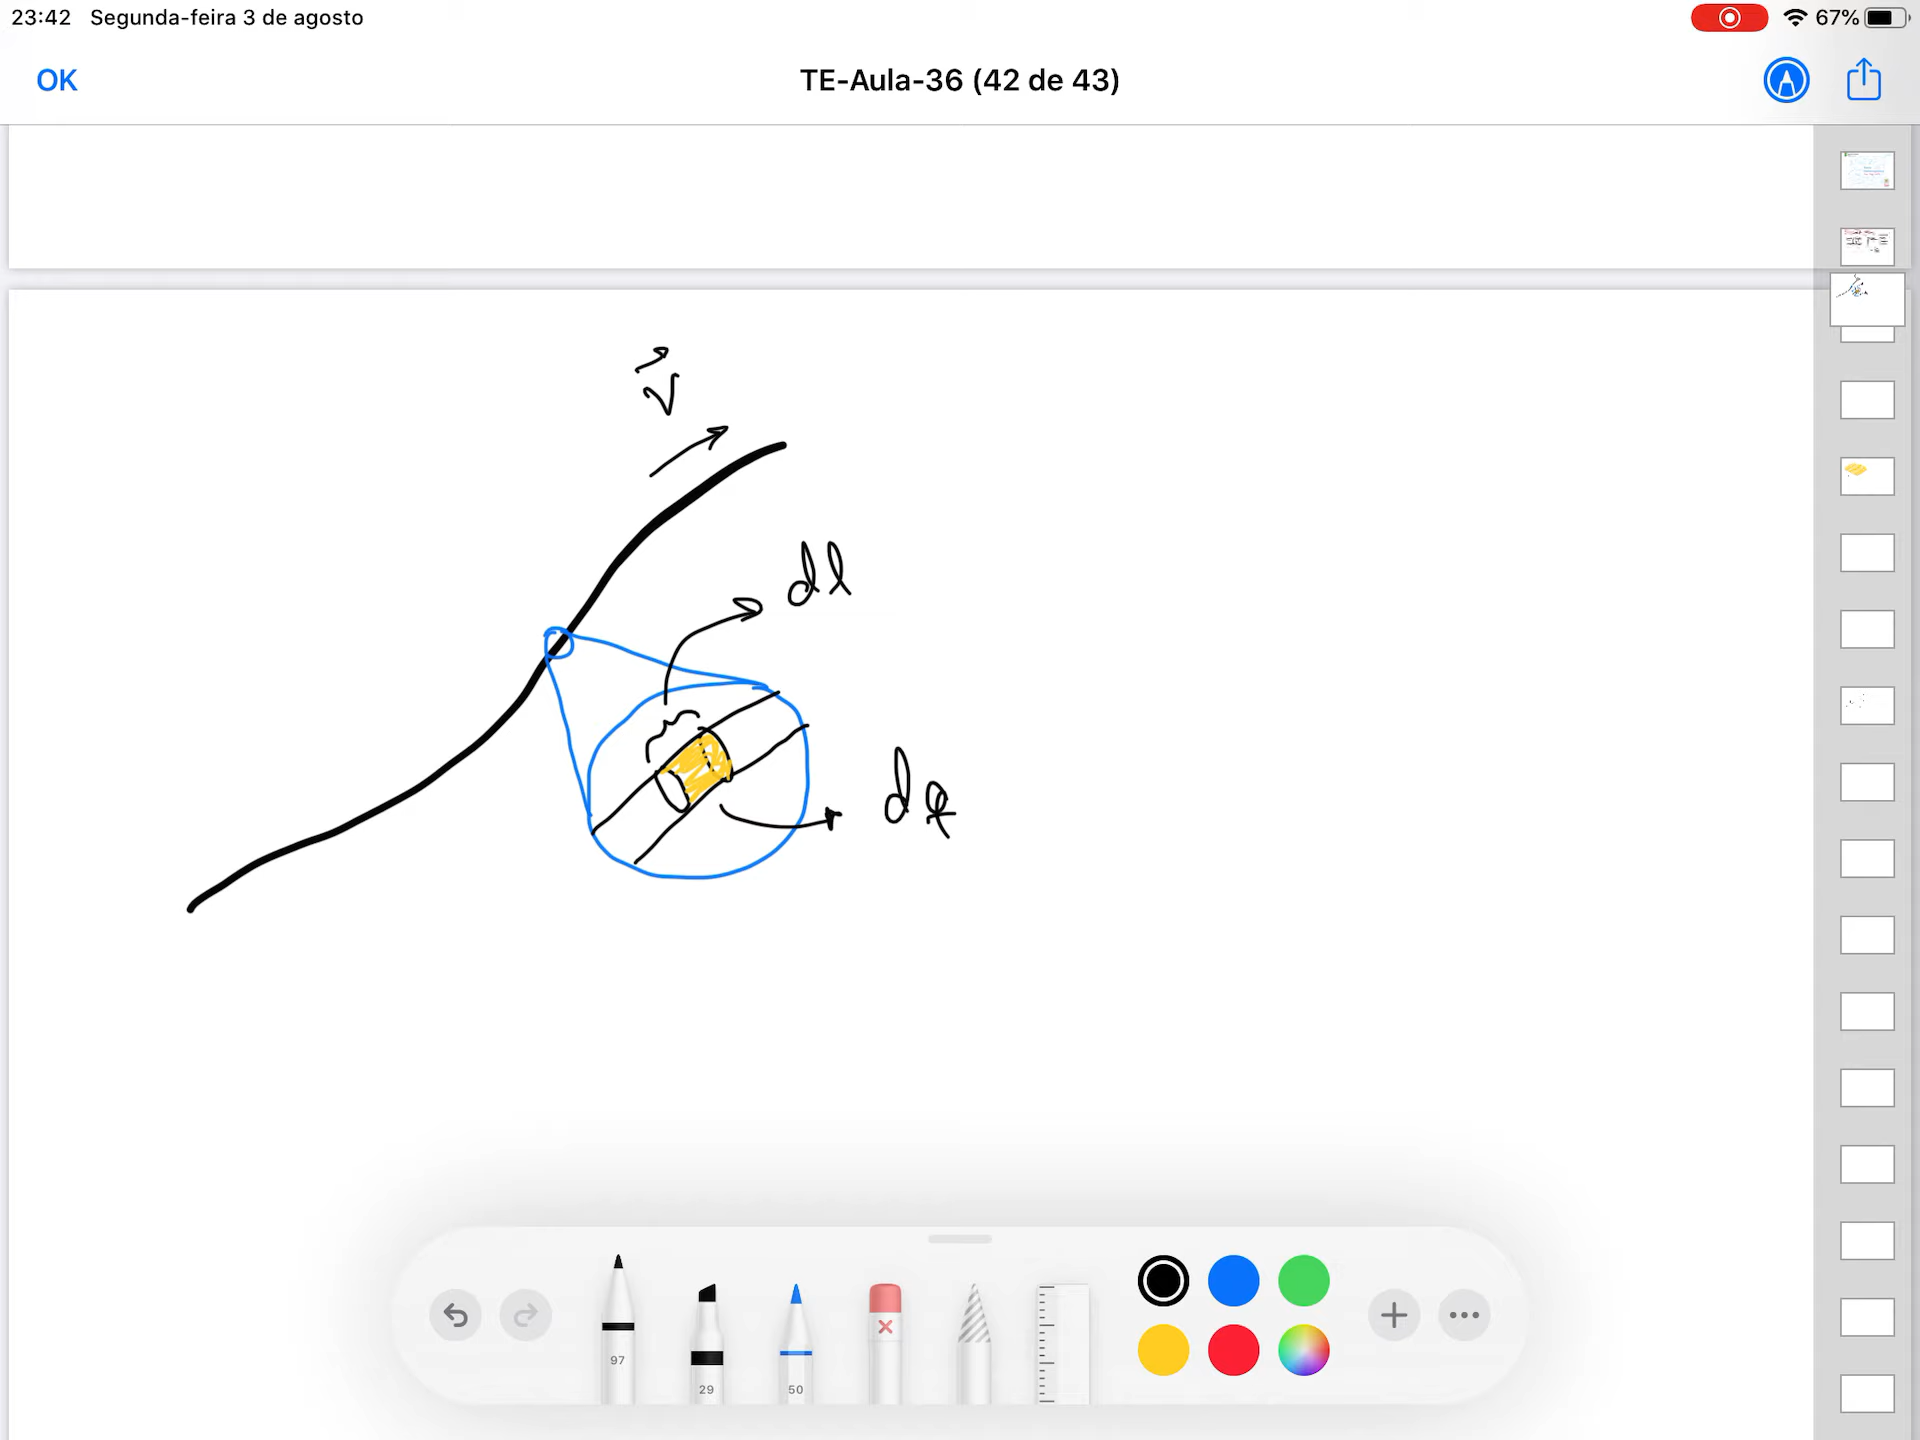 23:42 Segunda-feira 3 de agosto
67%
OK
TE-Aula-36 (42 de 43)
v
dl
dq
97
29
50